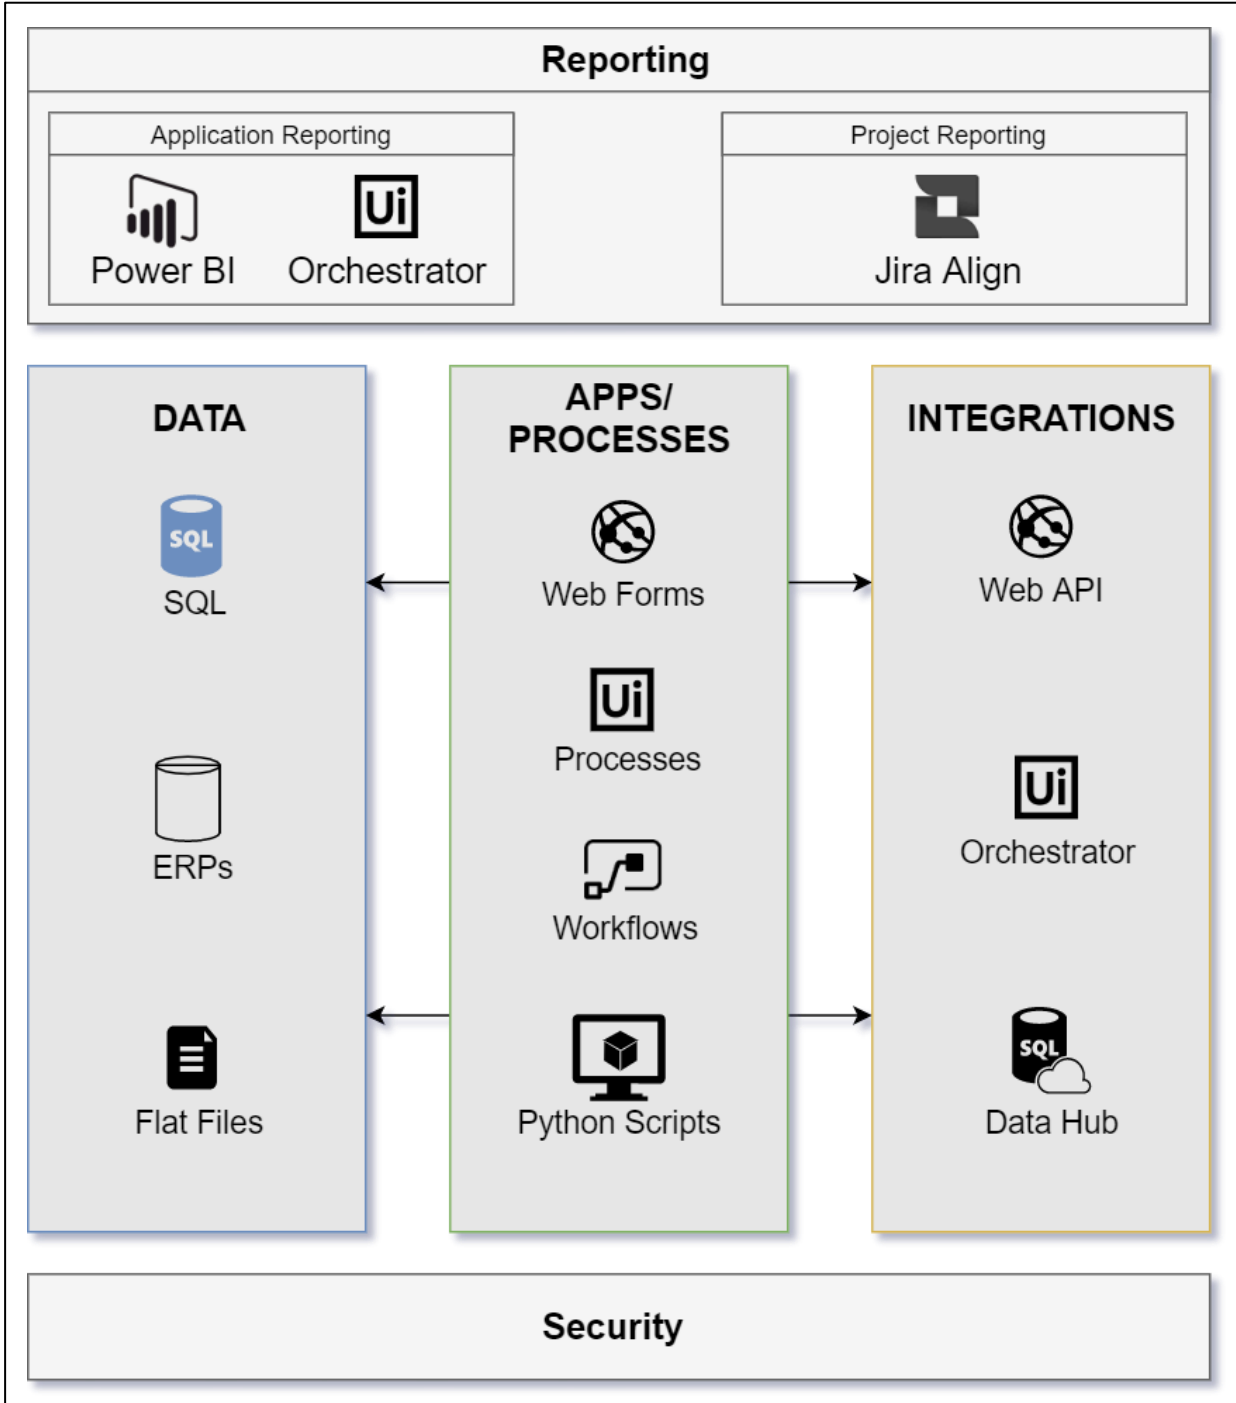 Reporting
Application Reporting
Ui
Power BI
Orchestrator
Project Reporting
Jira Align
DATA
SQL
SQL
ERPs
Flat Files
APPS/
PROCESSES
Web Forms
Ui
Processes
Workflows
Python Scripts
INTEGRATIONS
Web API
Ui
Orchestrator
SQL
Data Hub
Security